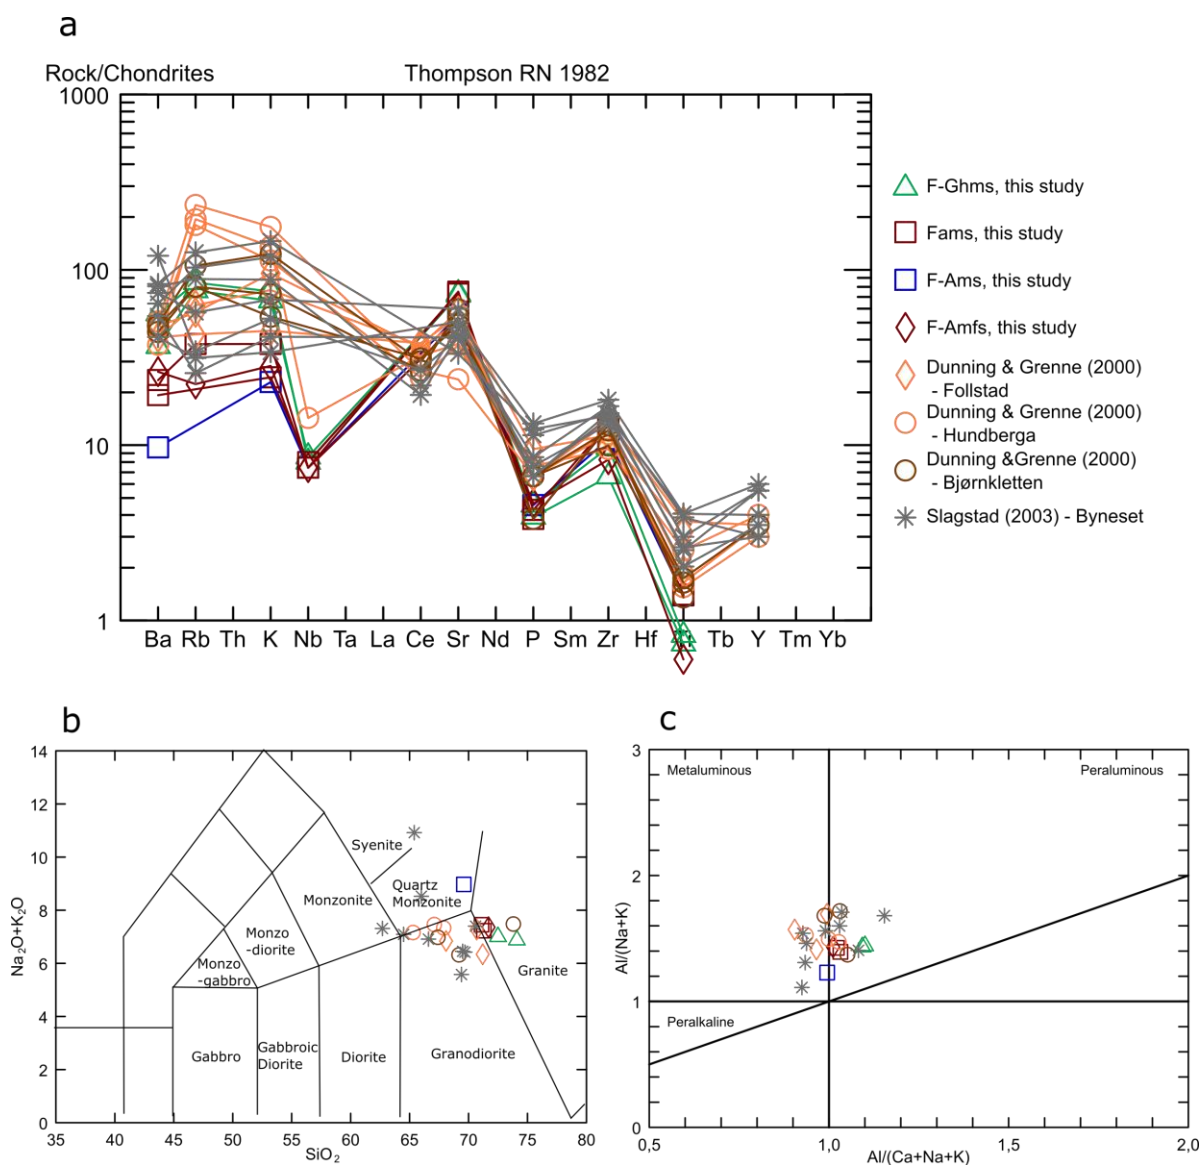 a
Rock/Chondrites
Thompson RN 1982
1000
100
10
1
Ba Rb Th K Nb Ta La Ce Sr Nd P Sm Zr Hf Tb Y Tm Yb
F-Ghms, this study
Fams, this study
F-Ams, this study
F-Amfs, this study
Dunning & Grenne (2000)
- Follstad
Dunning & Grenne (2000)
- Hundberga
Dunning &Grenne (2000)
- Bjørnkletten
Slagstad (2003) - Byneset
b
Na₂O+K₂O
14
12
10
8
6
4
2
0
35 40 45 50 55 60 65 70 75 80
SiO₂
Syenite
Quartz
Monzonite
Monzonite
Monzo
-diorite
Monzo
-gabbro
Granite
Gabbro
Gabbroic
Diorite
Diorite
Granodiorite
c
Al/(Na+K)
3
2
1
0
0,5 1,0 1,5 2,0
Al/(Ca+Na+K)
Metaluminous
Peraluminous
Peralkaline